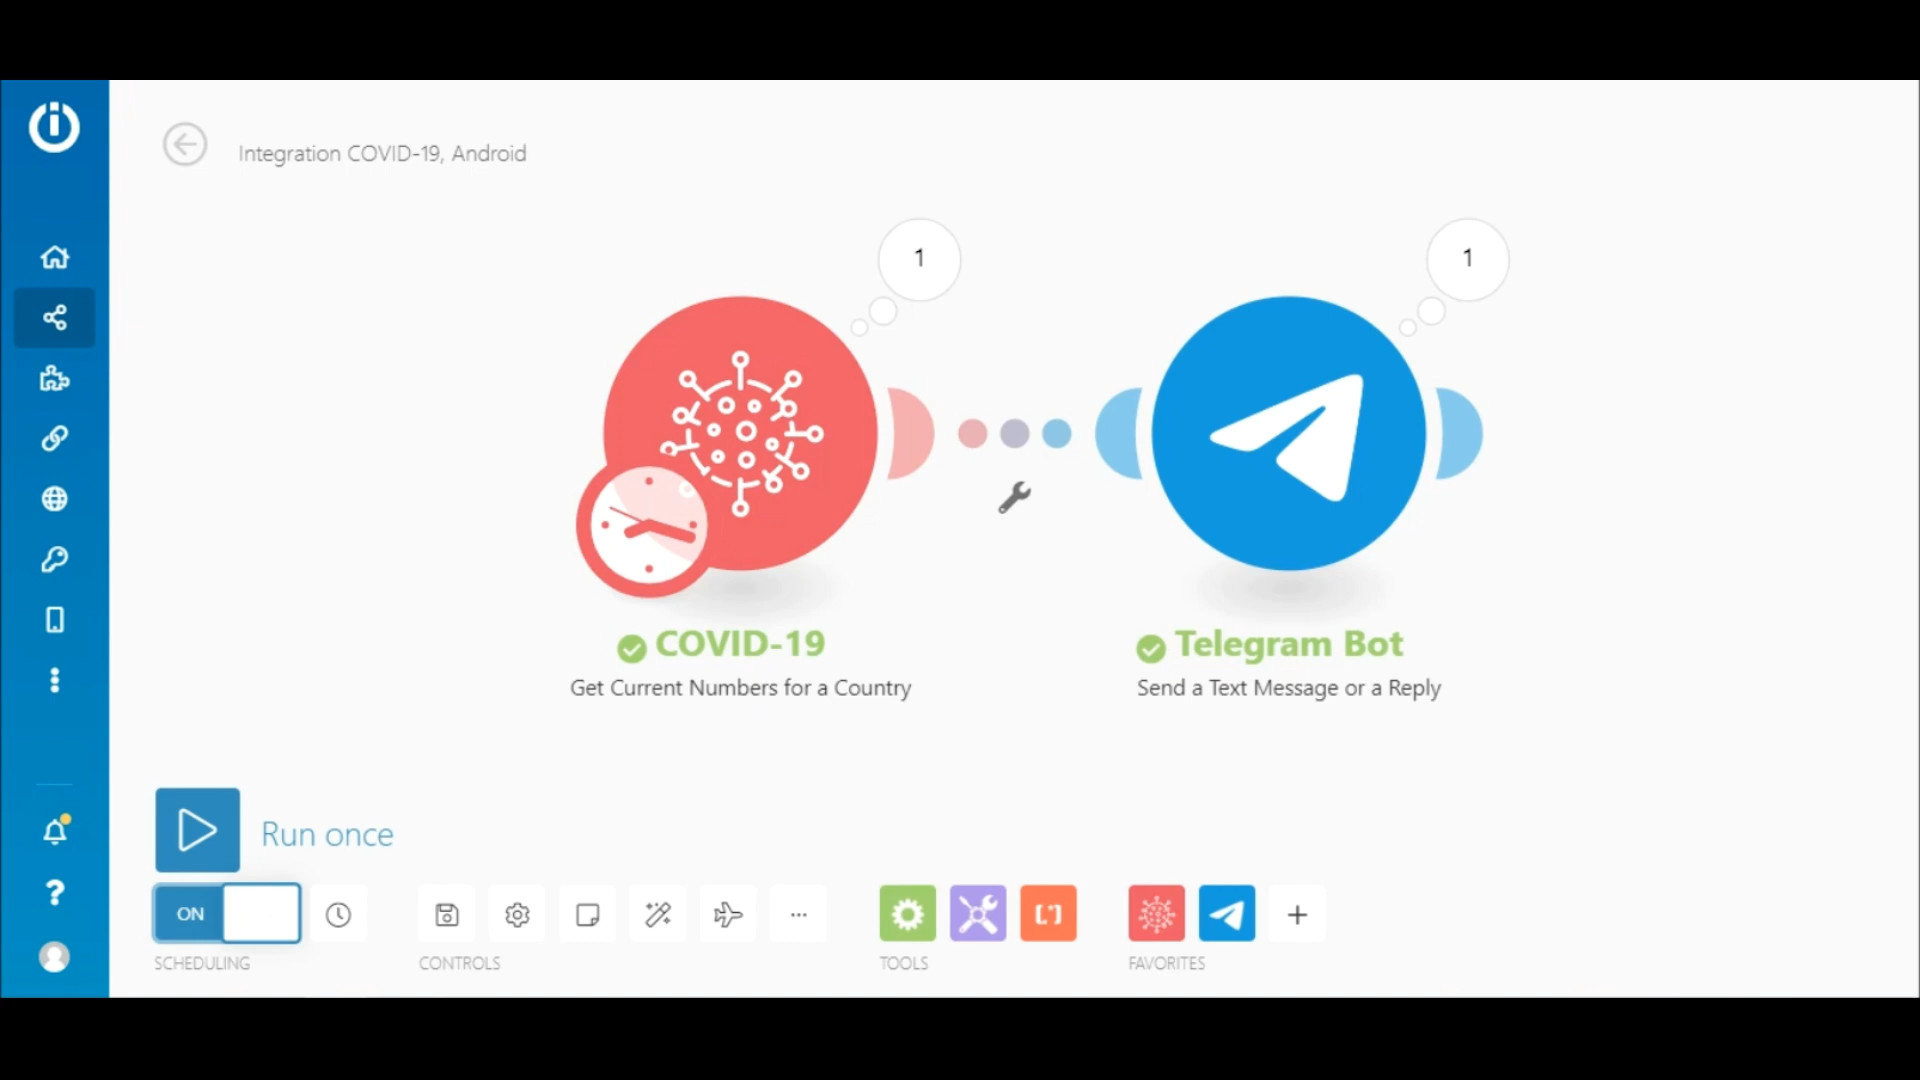 Integration COVID-19, Android
1
1
COVID-19
Get Current Numbers for a Country
Telegram Bot
Send a Text Message or a Reply
Run once
ON
SCHEDULING
CONTROLS
TOOLS
FAVORITES